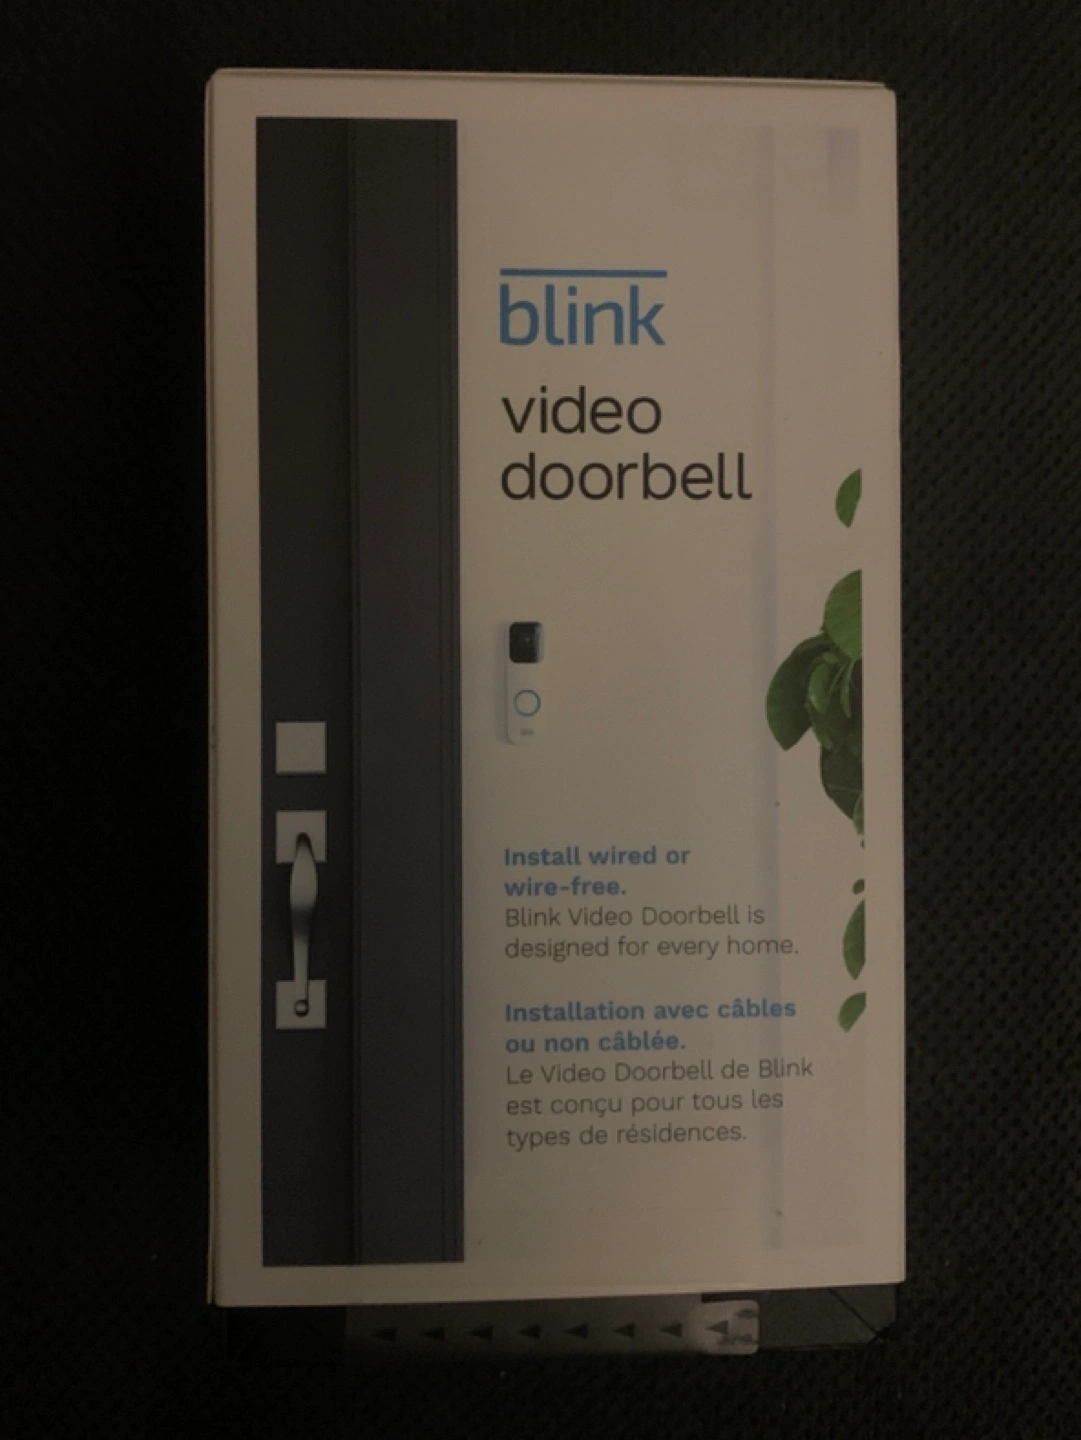 blink
video
doorbell
Install wired or
wire-free.
Blink Video Doorbell is
designed for every home.
Installation avec câbles
ou non câblée.
Le Video Doorbell de Blink
est conçu pour tous les
types de résidences.